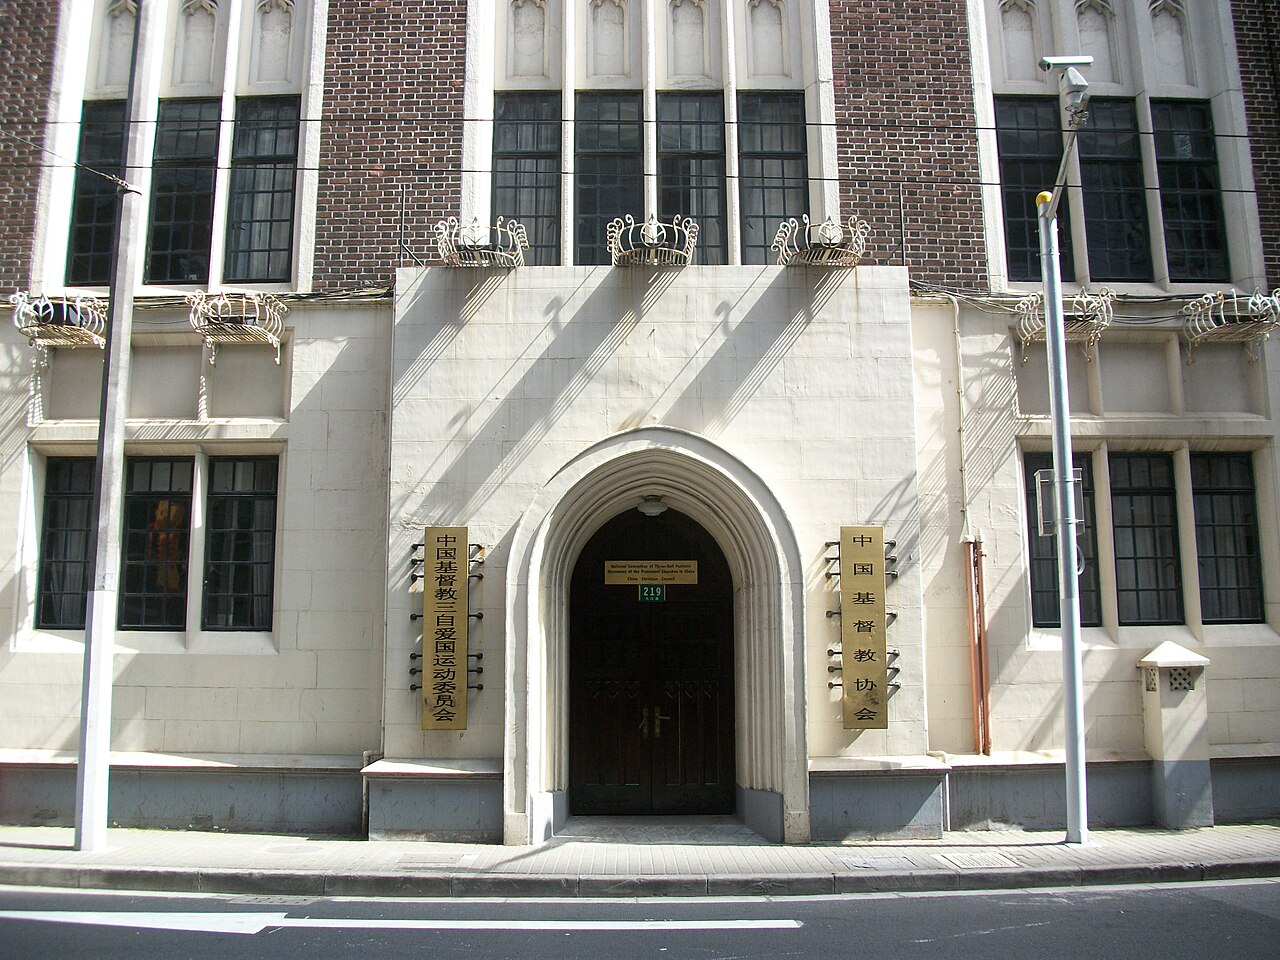 中国基督教三自爱国运动委员会
National Committee of Three-Self Patriotic
Movement of the Protestant Churches in China
China Christian Council
219
中国基督教协会